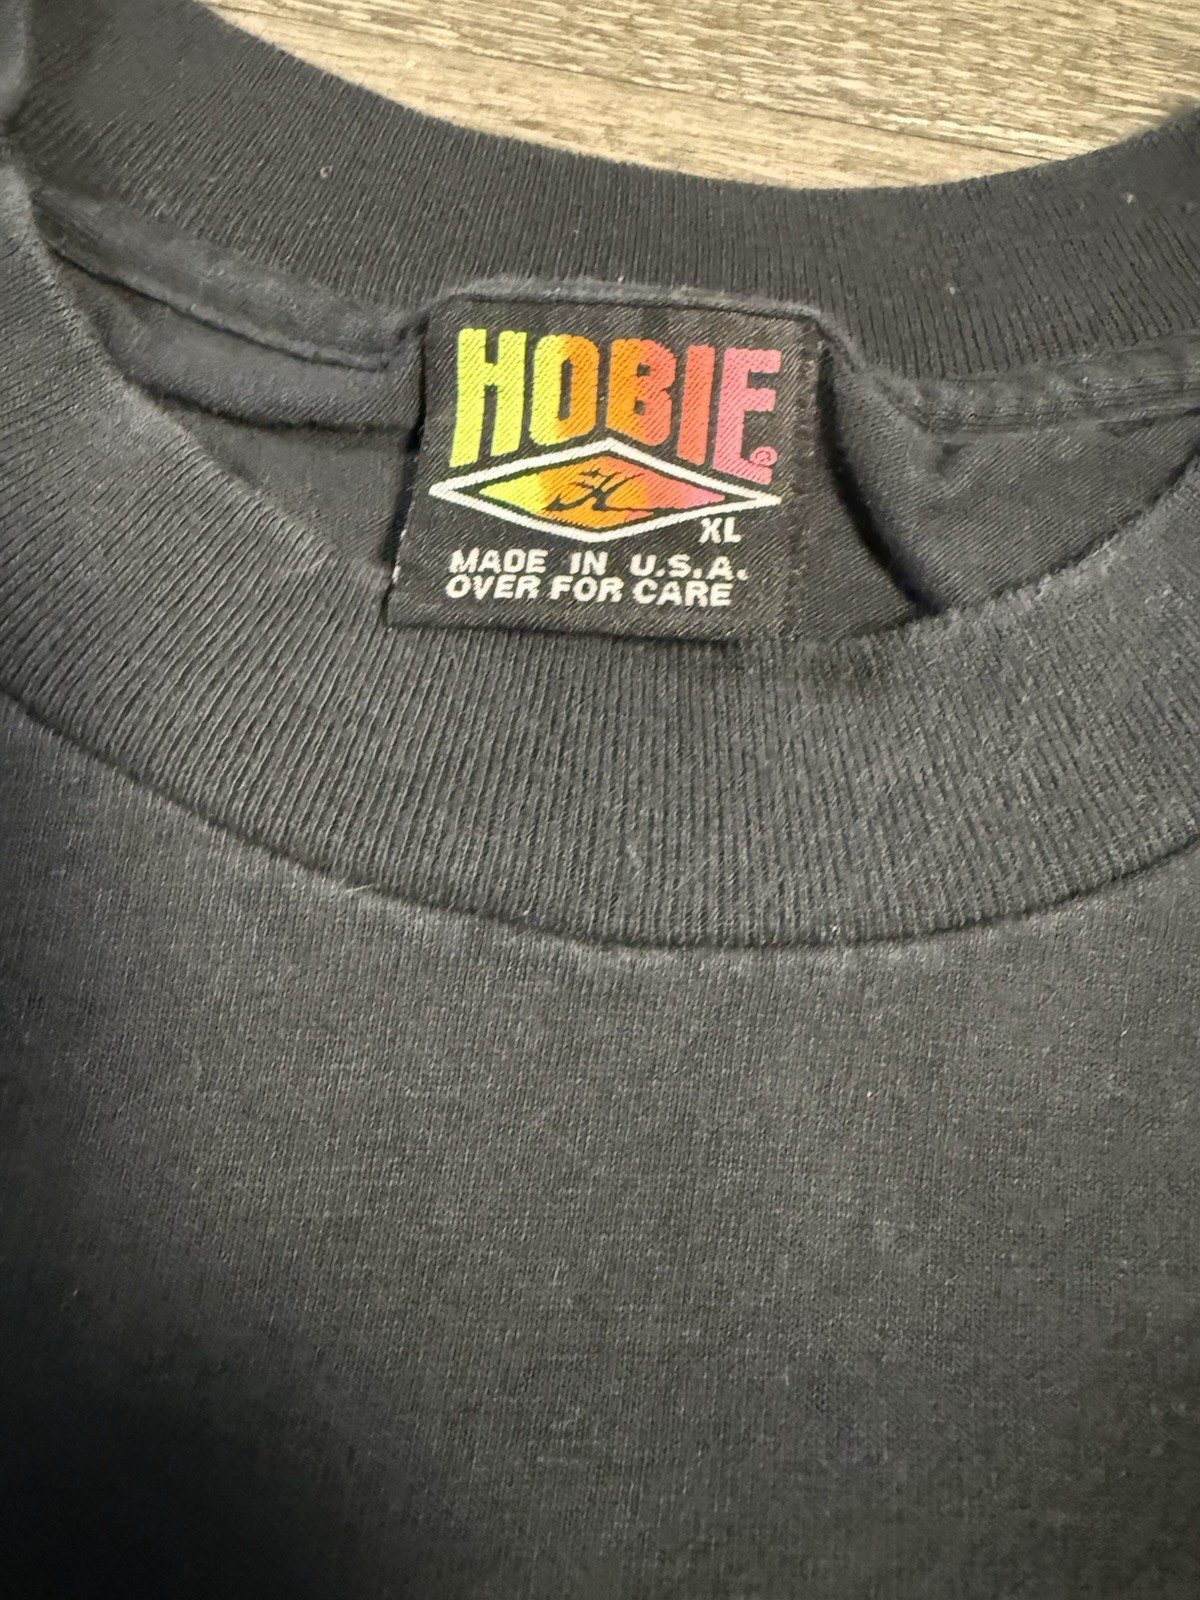 HOBIE®
XL
MADE IN U.S.A.
OVER FOR CARE